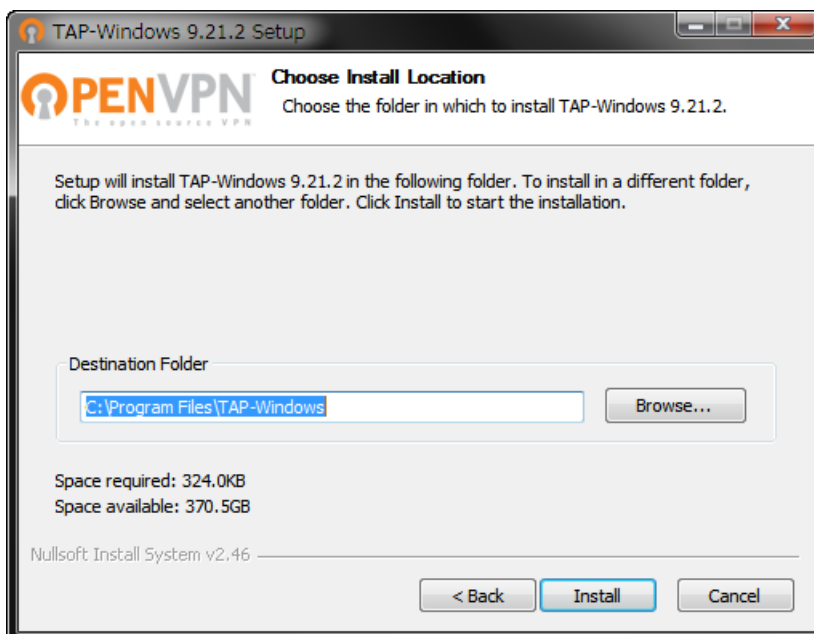 TAP-Windows 9.21.2 Setup
OPENVPN
The open source VPN
Choose Install Location
Choose the folder in which to install TAP-Windows 9.21.2.
Setup will install TAP-Windows 9.21.2 in the following folder. To install in a different folder,
click Browse and select another folder. Click Install to start the installation.
Destination Folder
C:\Program Files\TAP-Windows
Browse...
Space required: 324.0KB
Space available: 370.5GB
Nullsoft Install System v2.46
< Back
Install
Cancel